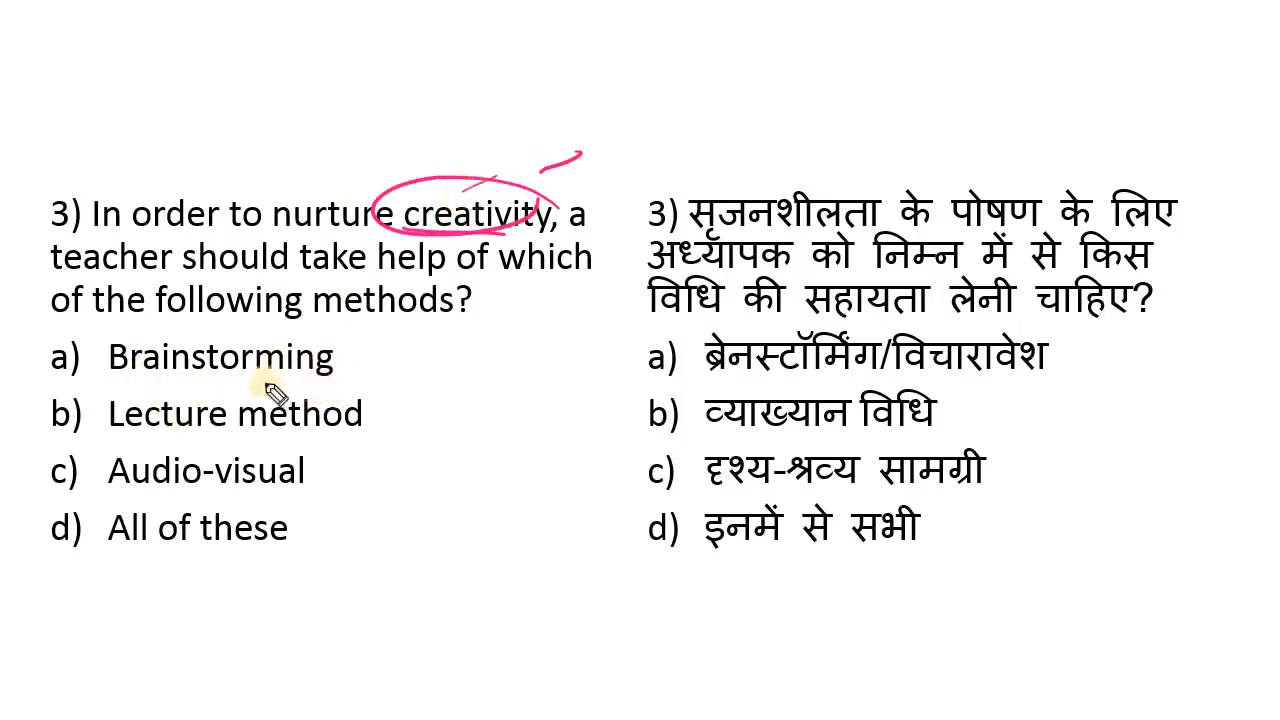 3) In order to nurture creativity, a
teacher should take help of which
of the following methods?
a) Brainstorming
b) Lecture method
c) Audio-visual
d) All of these
3) सृजनशीलता के पोषण के लिए
अध्यापक को निम्न में से किस
विधि की सहायता लेनी चाहिए?
a) ब्रेनस्टॉर्मिंग/विचारावेश
b) व्याख्यान विधि
c) दृश्य-श्रव्य सामग्री
d) इनमें से सभी